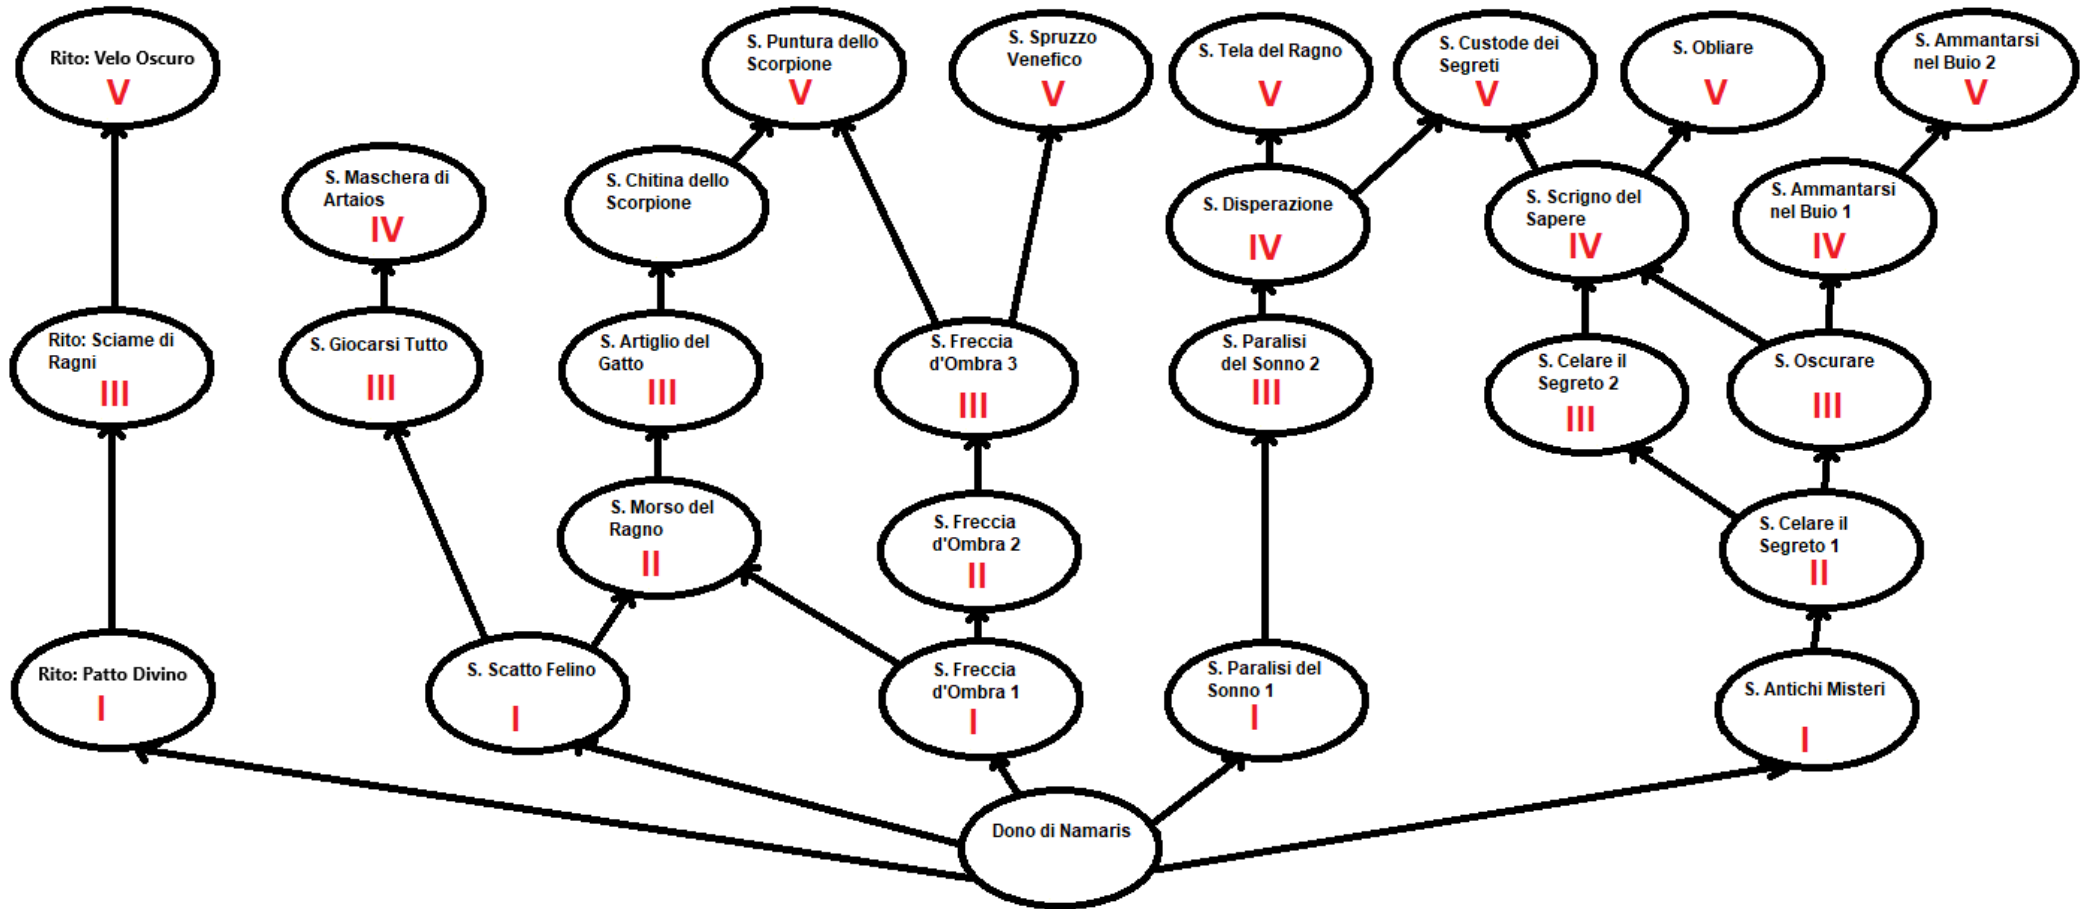 Rito: Velo Oscuro
V
S. Puntura dello
Scorpione
V
S. Spruzzo
Venefico
V
S. Tela del Ragno
V
S. Custode dei
Segreti
V
S. Obliare
V
S. Ammantarsi
nel Buio 2
V
S. Maschera di
Artaios
IV
S. Chitina dello
Scorpione
S. Disperazione
IV
S. Scrigno del
Sapere
IV
S. Ammantarsi
nel Buio 1
IV
Rito: Sciame di
Ragni
III
S. Giocarsi Tutto
III
S. Artiglio del
Gatto
III
S. Freccia
d'Ombra 3
III
S. Paralisi
del Sonno 2
III
S. Celare il
Segreto 2
III
S. Oscurare
III
S. Morso del
Ragno
II
S. Freccia
d'Ombra 2
II
S. Celare il
Segreto 1
II
Rito: Patto Divino
I
S. Scatto Felino
I
S. Freccia
d'Ombra 1
I
S. Paralisi del
Sonno 1
I
S. Antichi Misteri
I
Dono di Namaris